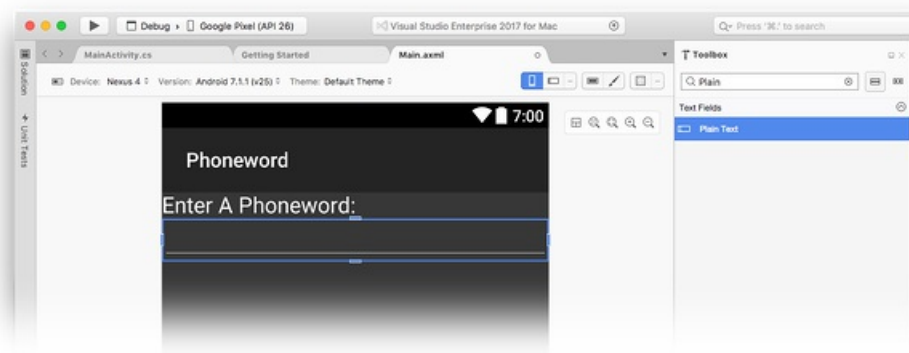 Debug › Google Pixel (API 26)
Visual Studio Enterprise 2017 for Mac
Press '⌘.' to search
MainActivity.cs
Getting Started
Main.axml
Toolbox
Solution
Unit Tests
Device: Nexus 4
Version: Android 7.1.1 (v25)
Theme: Default Theme
Plain
Text Fields
Plain Text
7:00
Phoneword
Enter A Phoneword: